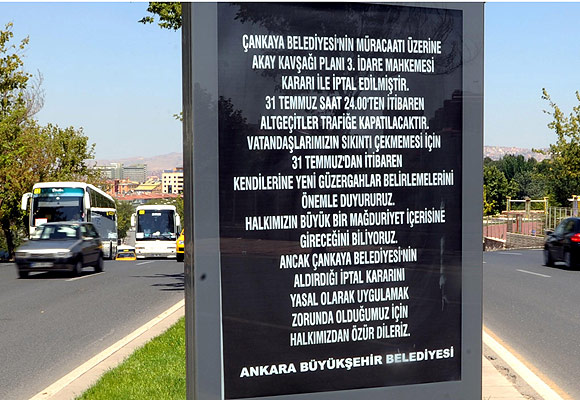 ÇANKAYA BELEDİYESİ'NİN MÜRACAATI ÜZERİNE
AKAY KAVŞAĞI PLANI 3. İDARE MAHKEMESİ
KARARI İLE İPTAL EDİLMİŞTİR.
31 TEMMUZ SAAT 24.00'TEN İTİBAREN
ALTGEÇİTLER TRAFİĞE KAPATILACAKTIR.
VATANDAŞLARIMIZIN SIKINTI ÇEKMEMESİ İÇİN
31 TEMMUZ'DAN İTİBAREN
KENDİLERİNE YENİ GÜZERGAHLAR BELİRLEMELERİNİ
ÖNEMLE DUYURURUZ.
HALKIMIZIN BÜYÜK BİR MAĞDURİYET İÇERİSİNE
GİRECEĞİNİ BİLİYORUZ.
ANCAK ÇANKAYA BELEDİYESİ'NİN
ALDIRDIĞI İPTAL KARARINI
YASAL OLARAK UYGULAMAK
ZORUNDA OLDUĞUMUZ İÇİN
HALKIMIZDAN ÖZÜR DİLERİZ.
ANKARA BÜYÜKŞEHİR BELEDİYESİ